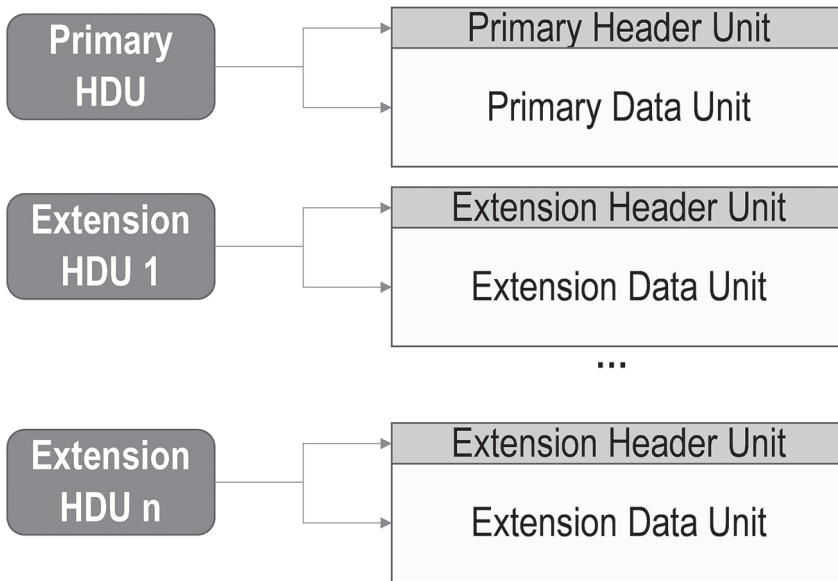 Primary
HDU
Primary Header Unit
Primary Data Unit
Extension
HDU 1
Extension Header Unit
Extension Data Unit
...
Extension
HDU n
Extension Header Unit
Extension Data Unit